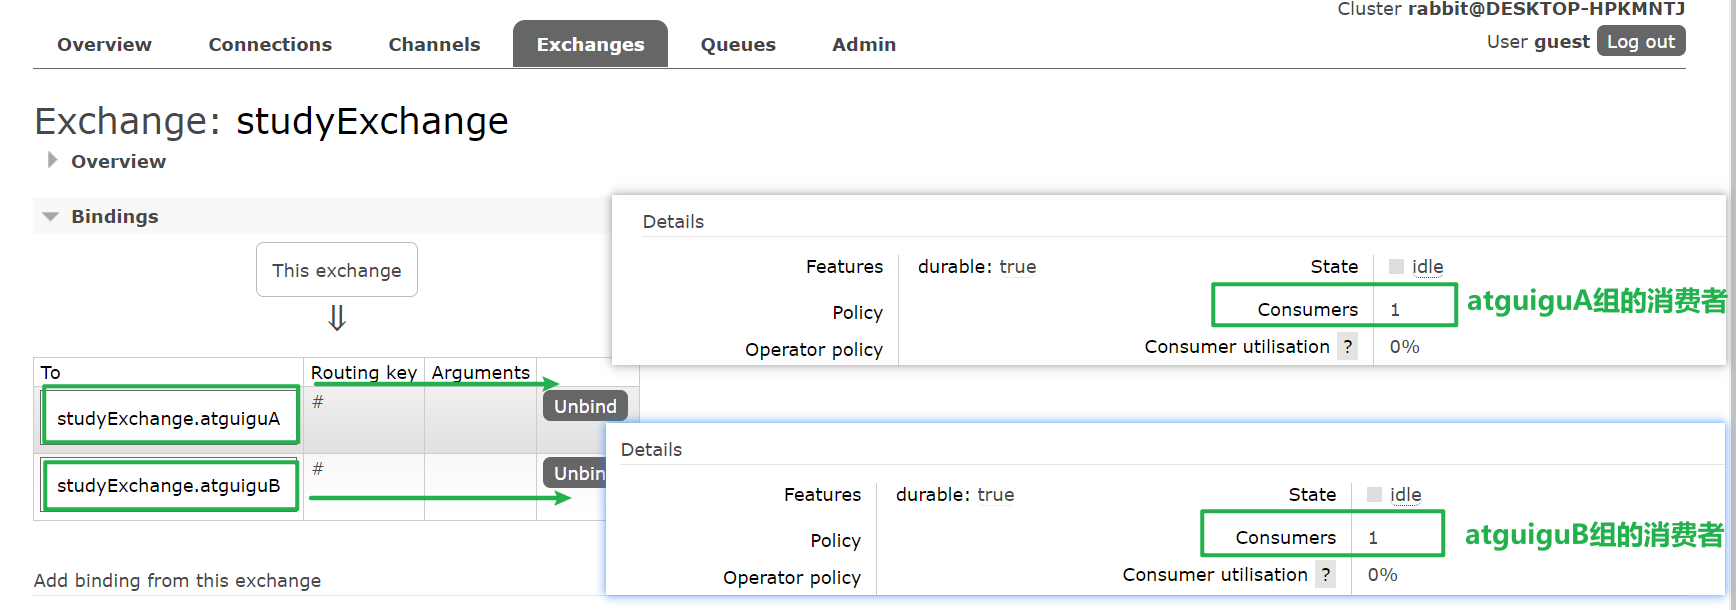 Cluster rabbit@DESKTOP-HPKMNTJ
Overview Connections Channels Exchanges Queues Admin
User guest Log out
Exchange: studyExchange
Overview
Bindings
This exchange
⇓
To Routing key Arguments
studyExchange.atguiguA # Unbind
studyExchange.atguiguB # Unbin
Add binding from this exchange
Details
Features durable: true State idle
Policy Consumers 1 atguiguA组的消费者
Operator policy Consumer utilisation ? 0%
Details
Features durable: true State idle
Policy Consumers 1 atguiguB组的消费者
Operator policy Consumer utilisation ? 0%